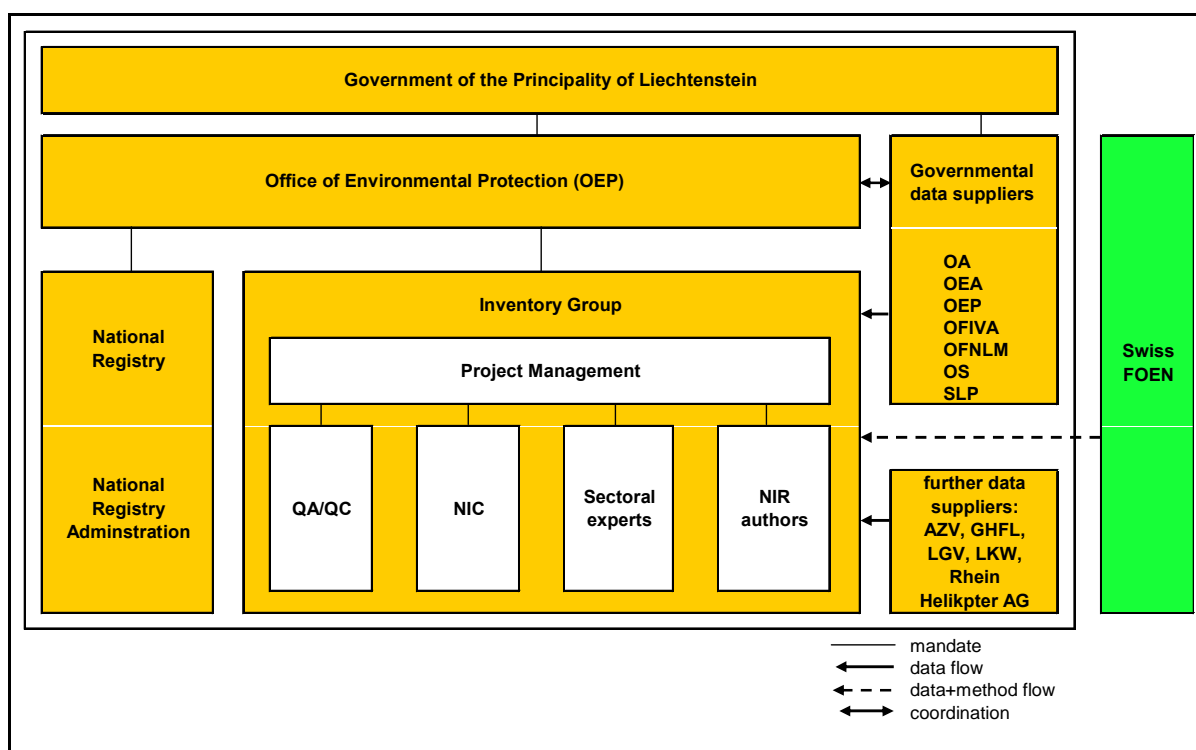 Government of the Principality of Liechtenstein
Office of Environmental Protection (OEP)
Governmental
data suppliers
OA
OEA
OEP
OFIVA
OFNLM
OS
SLP
National
Registry
National
Registry
Adminstration
Inventory Group
Project Management
QA/QC
NIC
Sectoral
experts
NIR
authors
further data
suppliers:
AZV, GHFL,
LGV, LKW,
Rhein
Helikpter AG
Swiss
FOEN
mandate
data flow
data+method flow
coordination